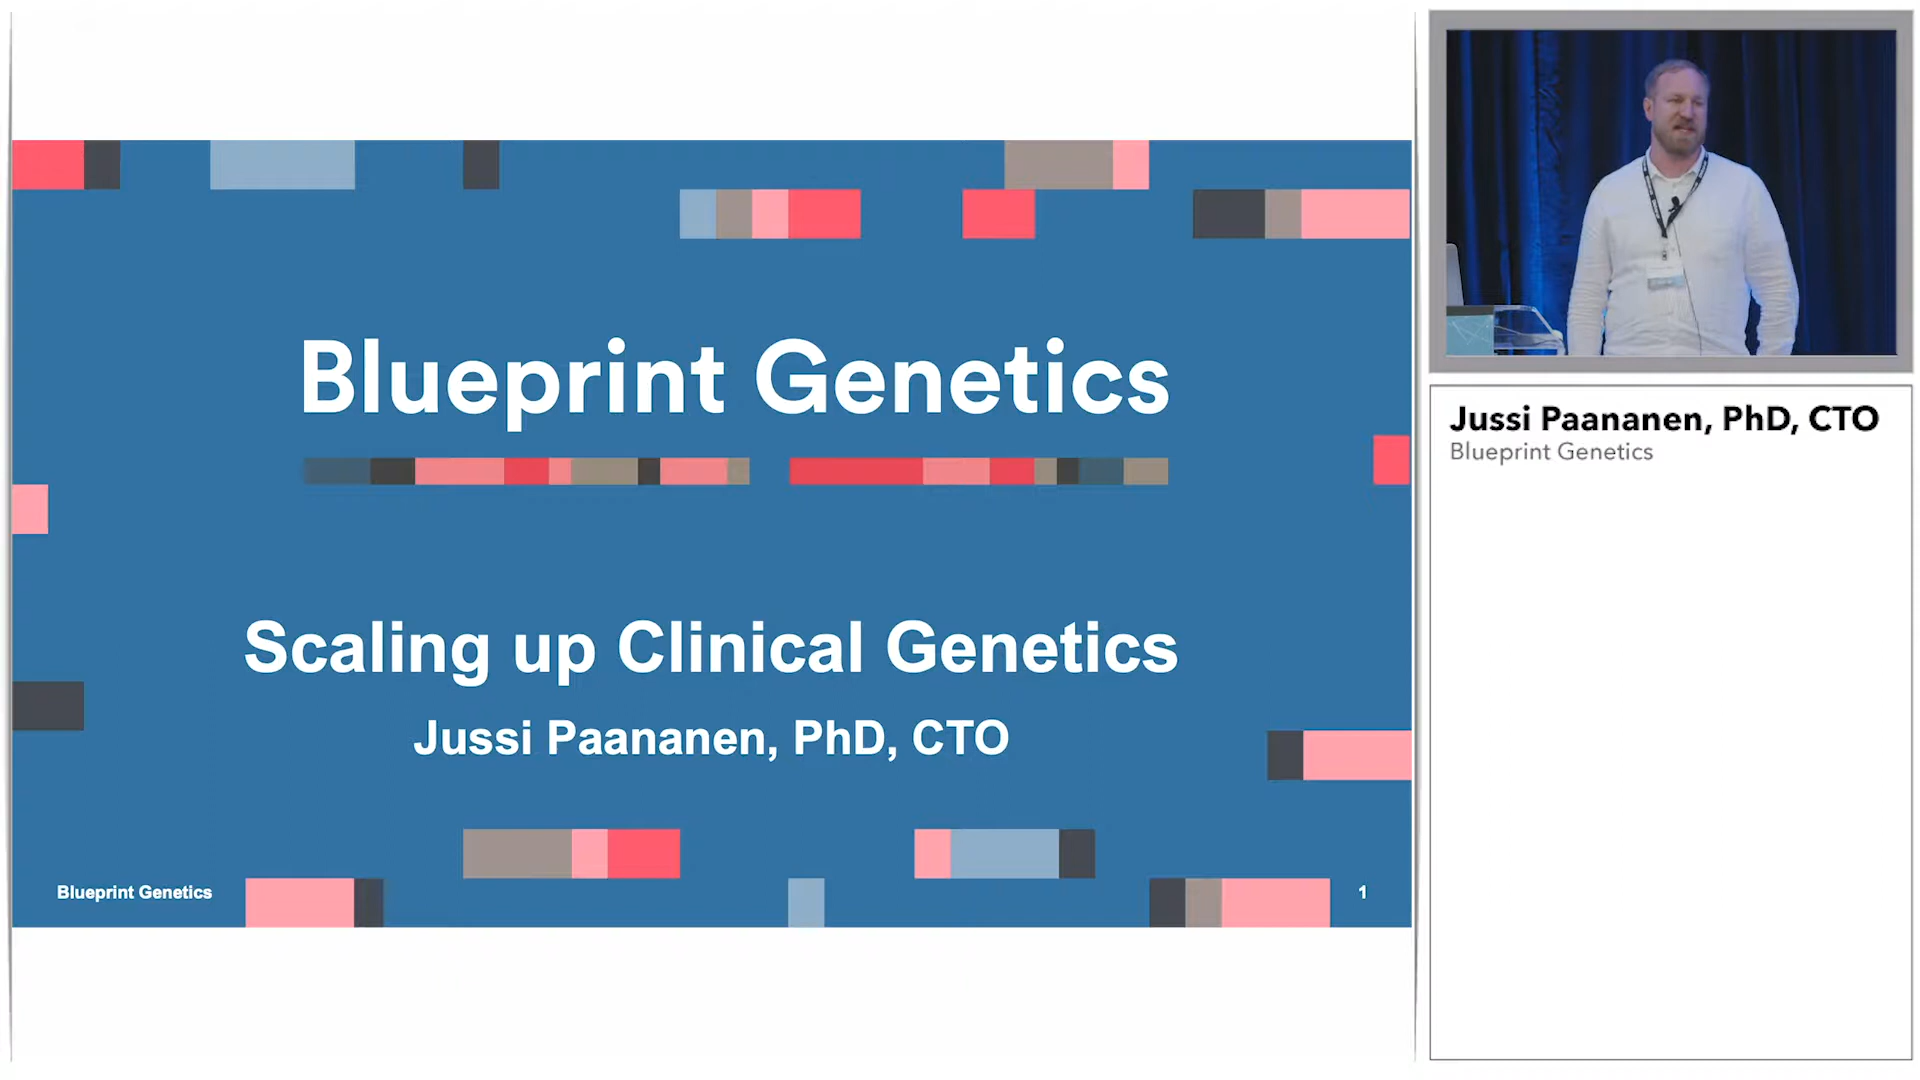 Blueprint Genetics
Scaling up Clinical Genetics
Jussi Paananen, PhD, CTO
Blueprint Genetics
1
Jussi Paananen, PhD, CTO
Blueprint Genetics